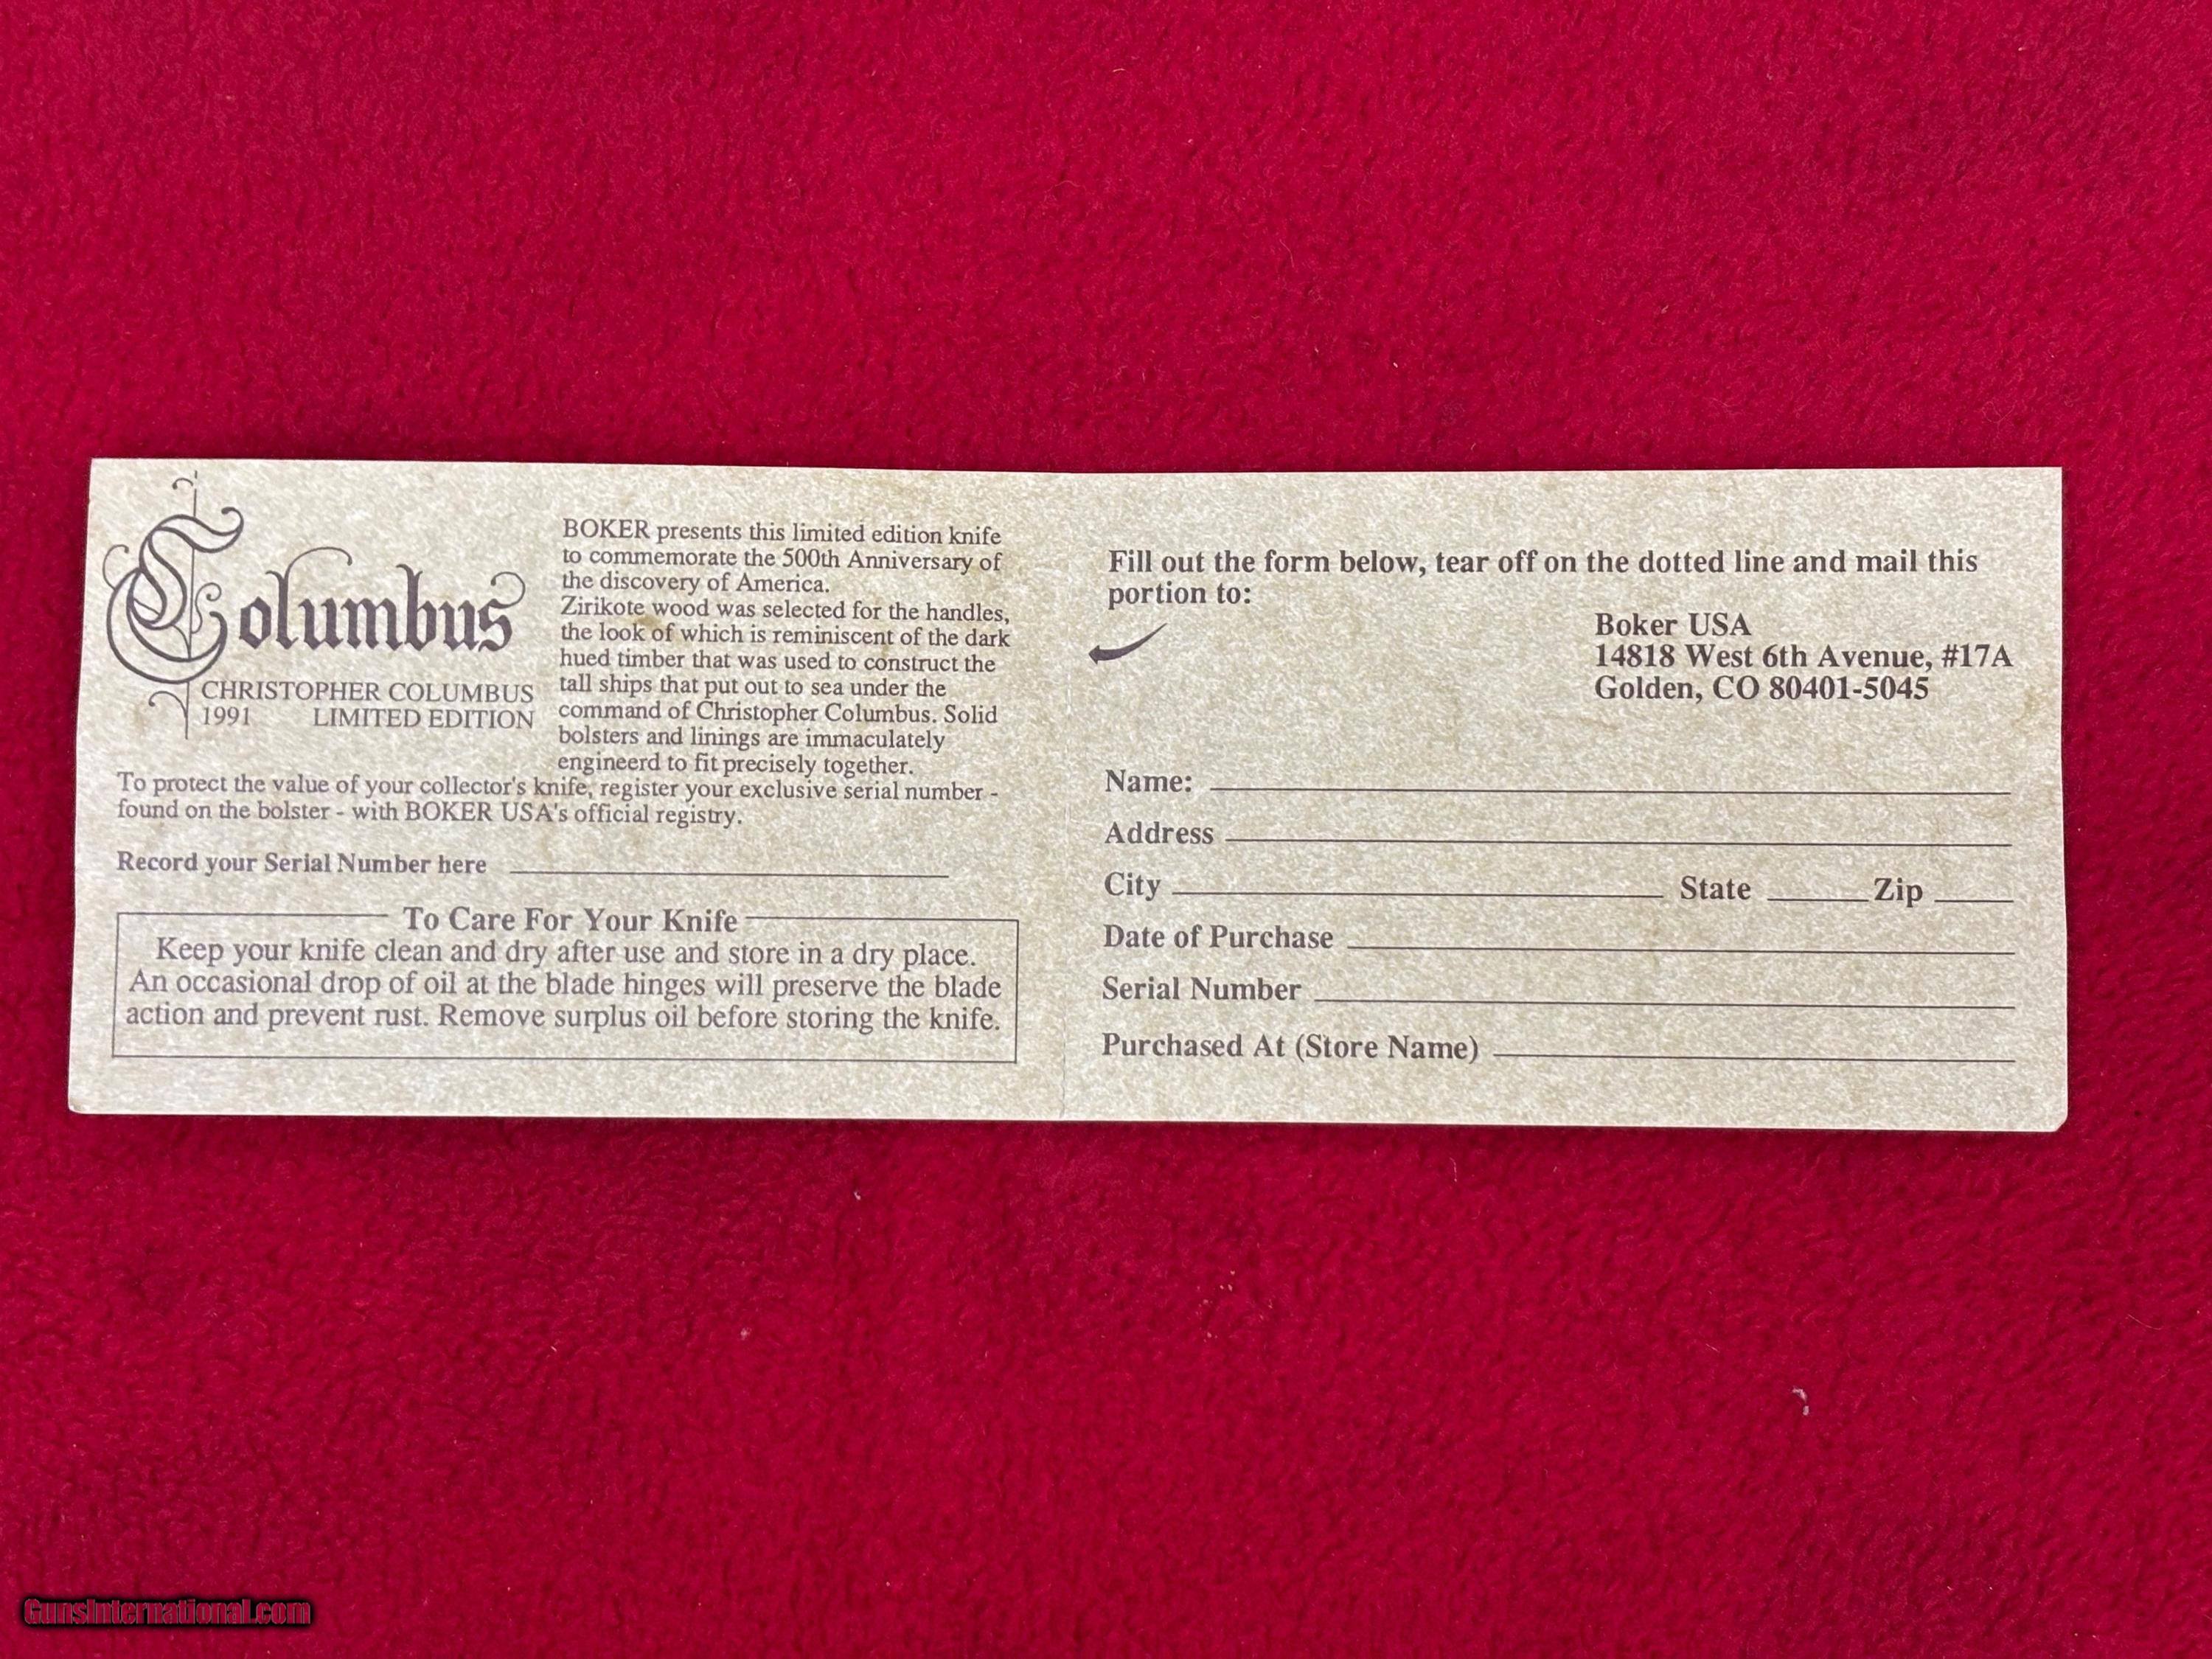 Columbus
CHRISTOPHER COLUMBUS
1991 LIMITED EDITION
BOKER presents this limited edition knife
to commemorate the 500th Anniversary of
the discovery of America.
Zirikote wood was selected for the handles,
the look of which is reminiscent of the dark
hued timber that was used to construct the
tall ships that put out to sea under the
command of Christopher Columbus. Solid
bolsters and linings are immaculately
engineerd to fit precisely together.
To protect the value of your collector's knife, register your exclusive serial number -
found on the bolster - with BOKER USA's official registry.
Record your Serial Number here
To Care For Your Knife
Keep your knife clean and dry after use and store in a dry place.
An occasional drop of oil at the blade hinges will preserve the blade
action and prevent rust. Remove surplus oil before storing the knife.
Fill out the form below, tear off on the dotted line and mail this
portion to:
Boker USA
14818 West 6th Avenue, #17A
Golden, CO 80401-5045
Name:
Address
City State Zip
Date of Purchase
Serial Number
Purchased At (Store Name)
GunsInternational.com